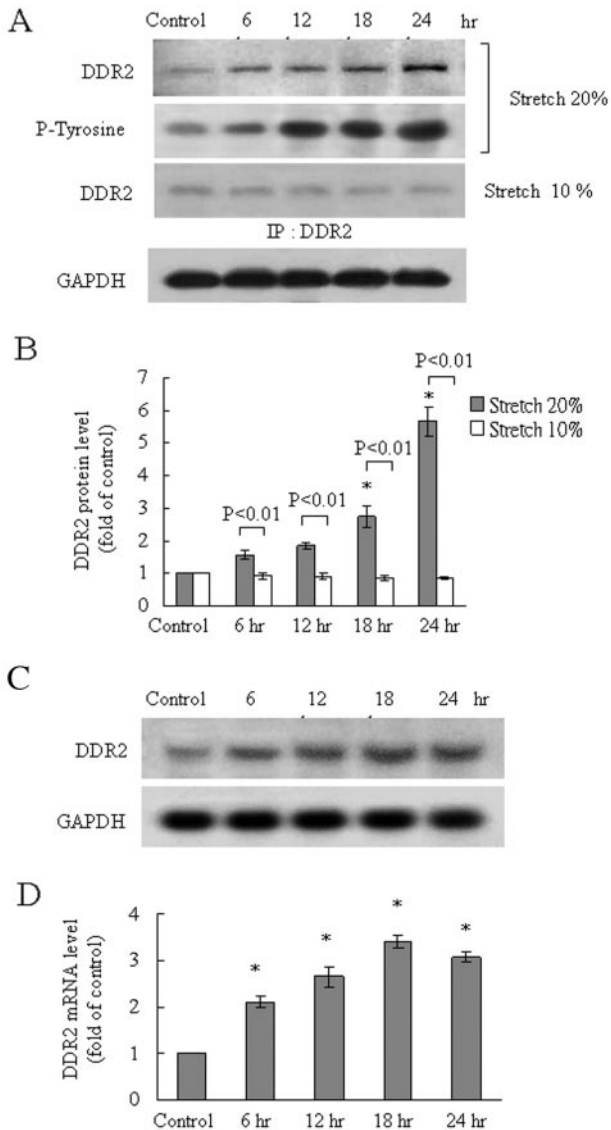 A
Control 6 12 18 24 hr
DDR2
P-Tyrosine
Stretch 20%
DDR2
Stretch 10 %
IP : DDR2
GAPDH
B
DDR2 protein level
(fold of control)
7
6
5
4
3
2
1
0
P<0.01
P<0.01
P<0.01
P<0.01
*
*
Stretch 20%
Stretch 10%
Control 6 hr 12 hr 18 hr 24 hr
C
Control 6 12 18 24 hr
DDR2
GAPDH
D
DDR2 mRNA level
(fold of control)
4
3
2
1
0
* * * *
Control 6 hr 12 hr 18 hr 24 hr